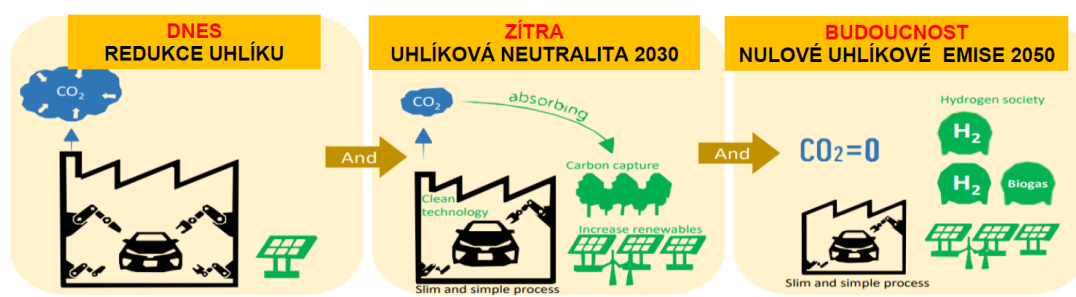 DNES
REDUKCE UHLÍKU
CO₂
And
ZÍTRA
UHLÍKOVÁ NEUTRALITA 2030
CO₂
absorbing
Carbon capture
Clean
technology
Increase renewables
Slim and simple process
And
BUDOUCNOST
NULOVÉ UHLÍKOVÉ EMISE 2050
Hydrogen society
H₂
CO₂=0
H₂
Biogas
Slim and simple process